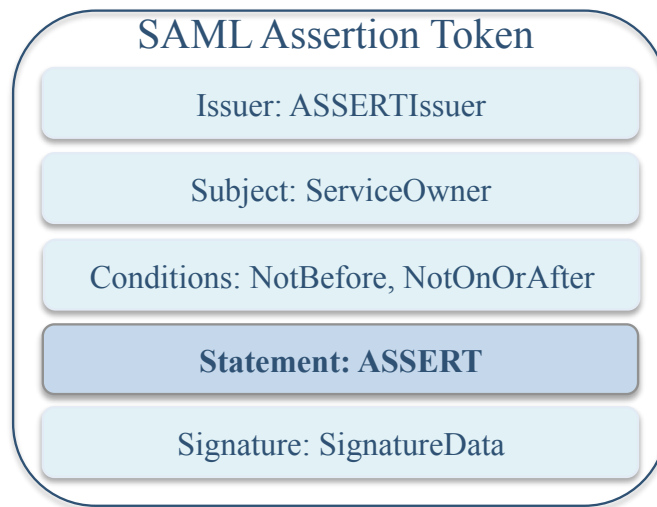 SAML Assertion Token
Issuer: ASSERTIssuer
Subject: ServiceOwner
Conditions: NotBefore, NotOnOrAfter
Statement: ASSERT
Signature: SignatureData